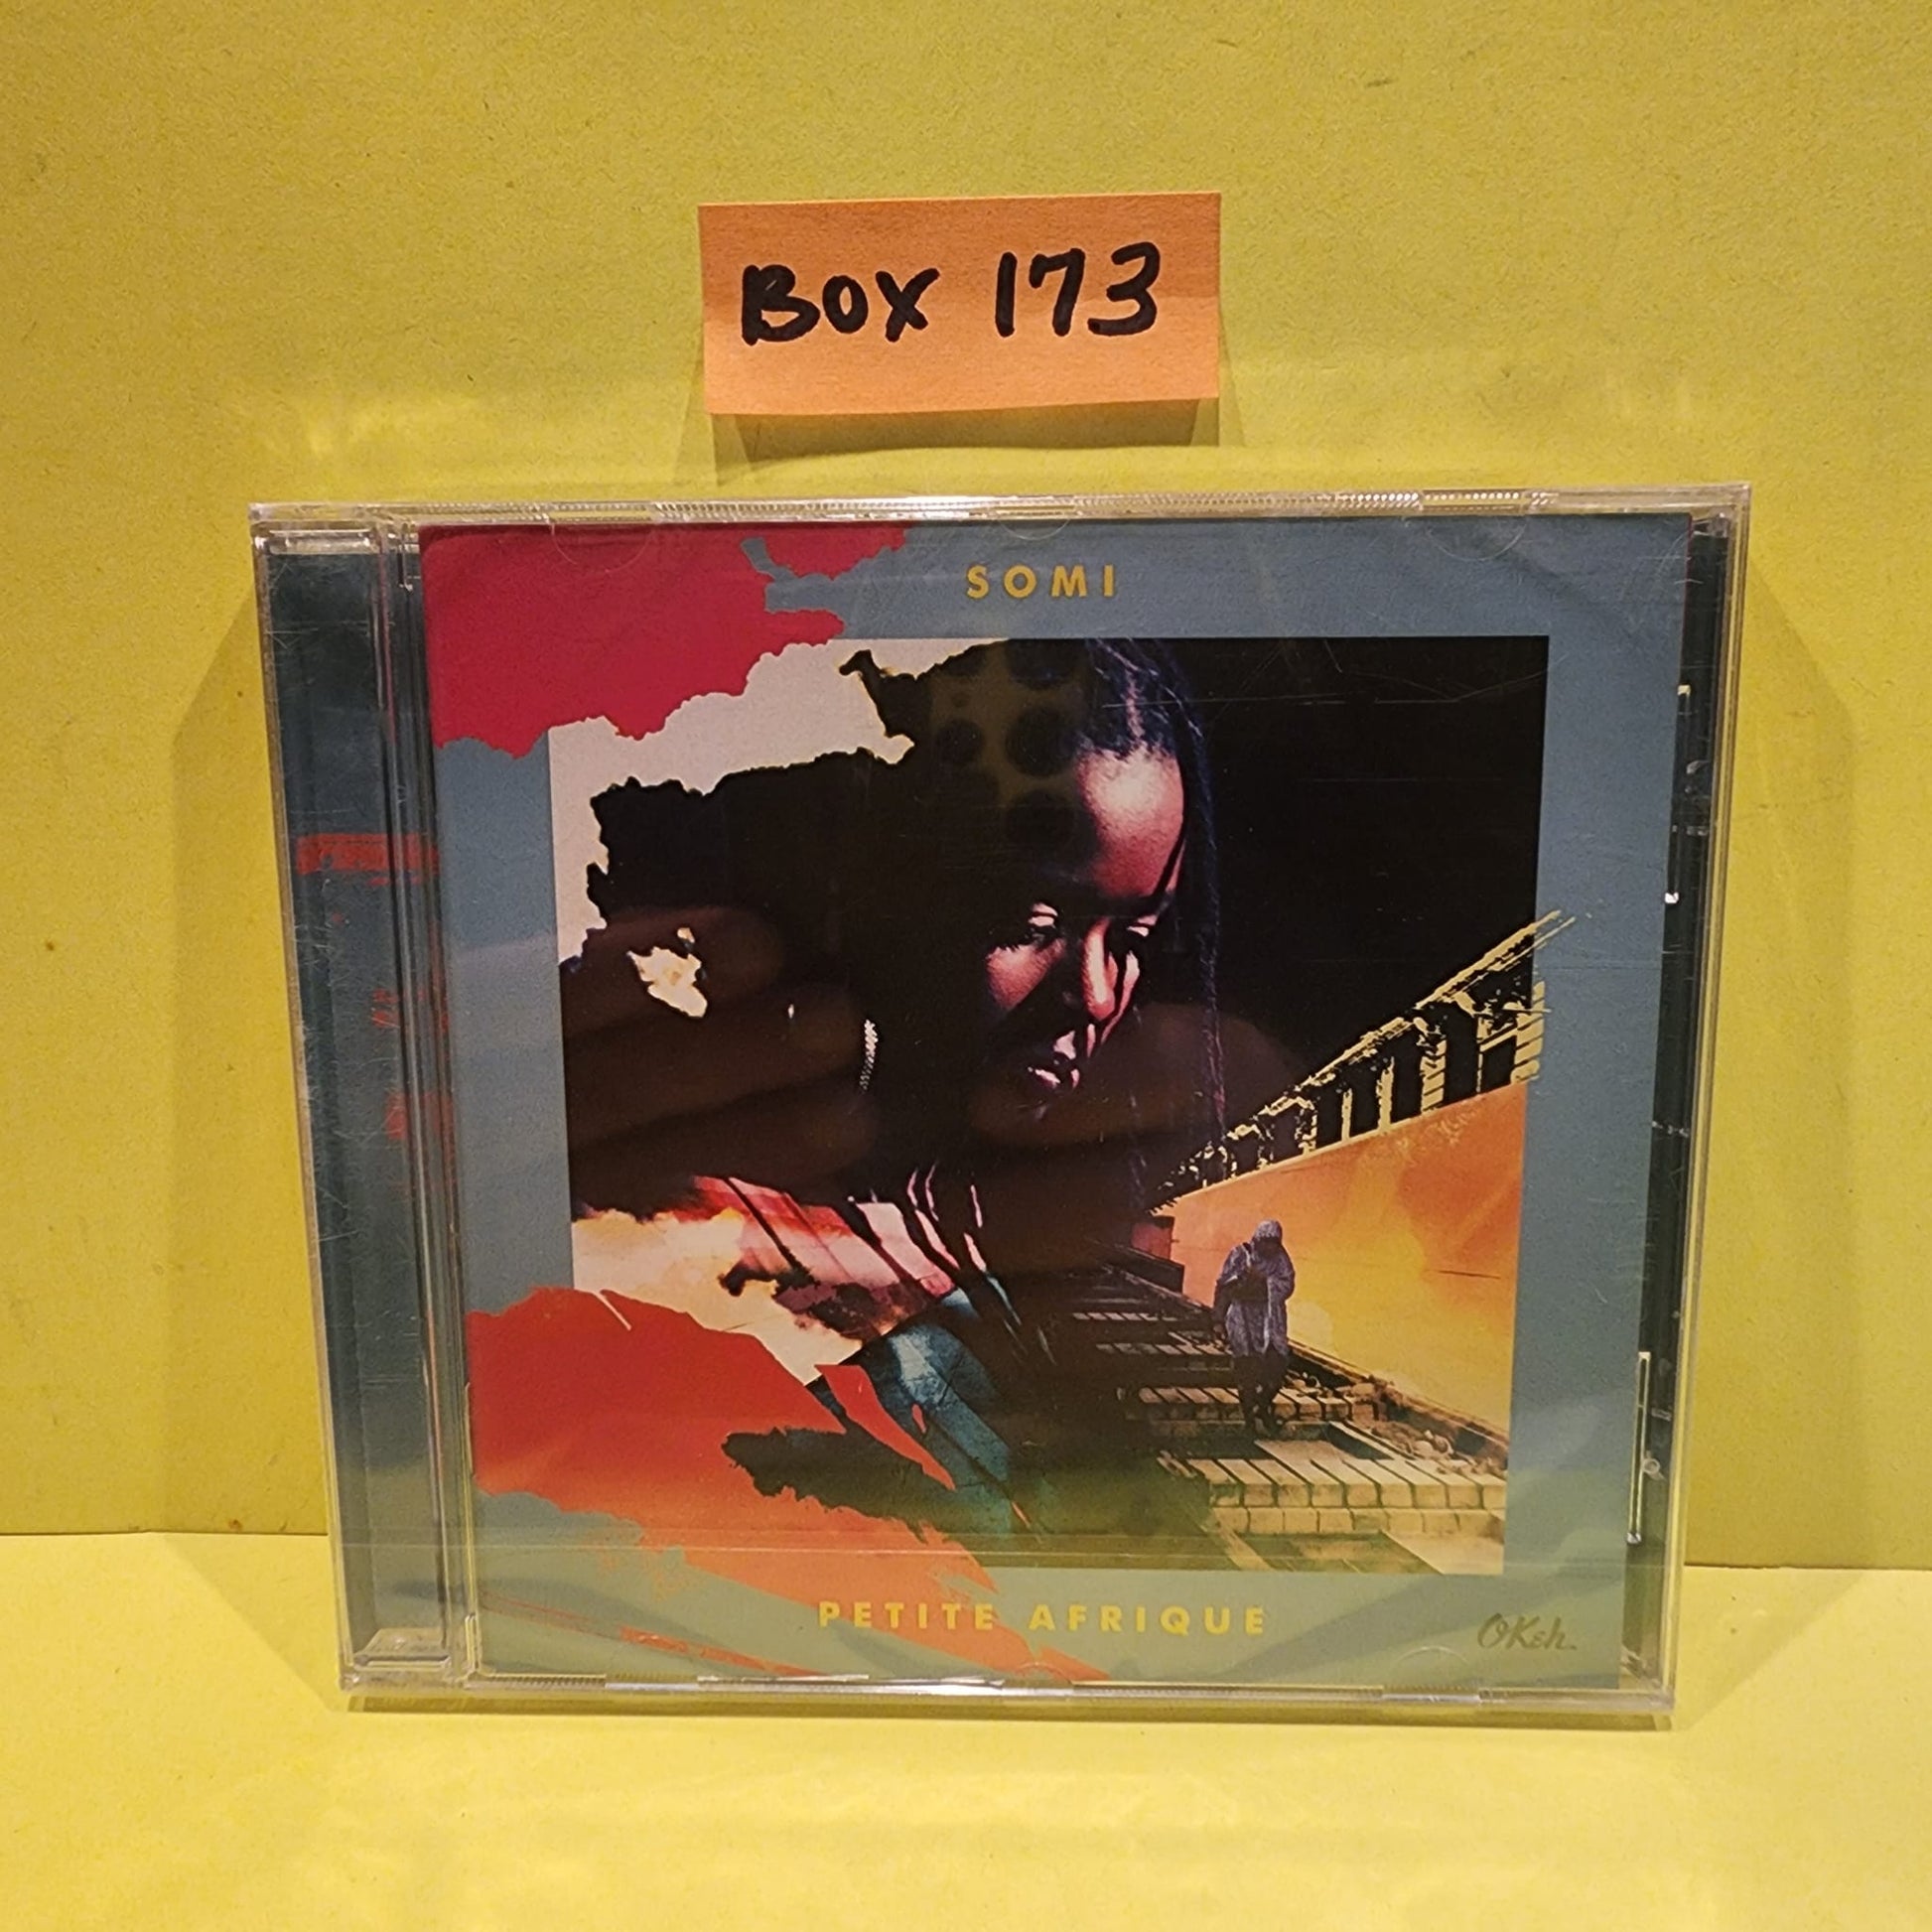 Box 173
SOMI
PETITE AFRIQUE
OKeh